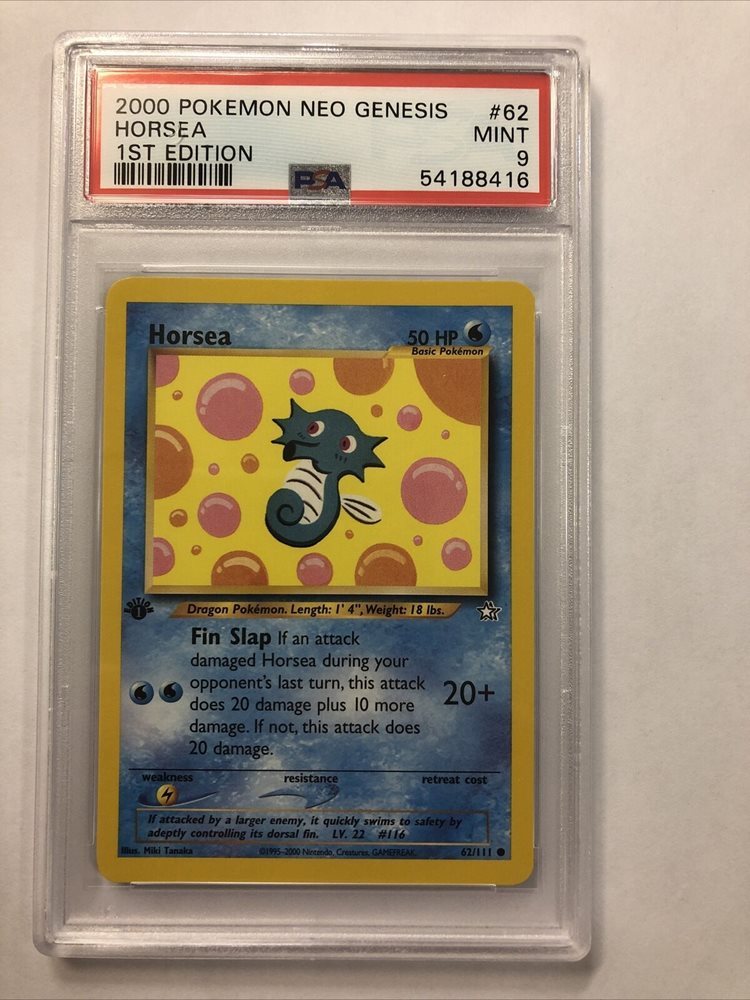 2000 POKEMON NEO GENESIS #62
HORSEA MINT
1ST EDITION 9
PSA 54188416
Horsea 50 HP
Basic Pokémon
EDITION
1
Dragon Pokémon. Length: 1' 4", Weight: 18 lbs.
Fin Slap If an attack
damaged Horsea during your
opponent's last turn, this attack
does 20 damage plus 10 more
damage. If not, this attack does
20 damage.
20+
weakness resistance retreat cost
If attacked by a larger enemy, it quickly swims to safety by
adeptly controlling its dorsal fin. LV. 22 #116
Illus. Miki Tanaka ©1995-2000 Nintendo, Creatures, GAMEFREAK. 62/111